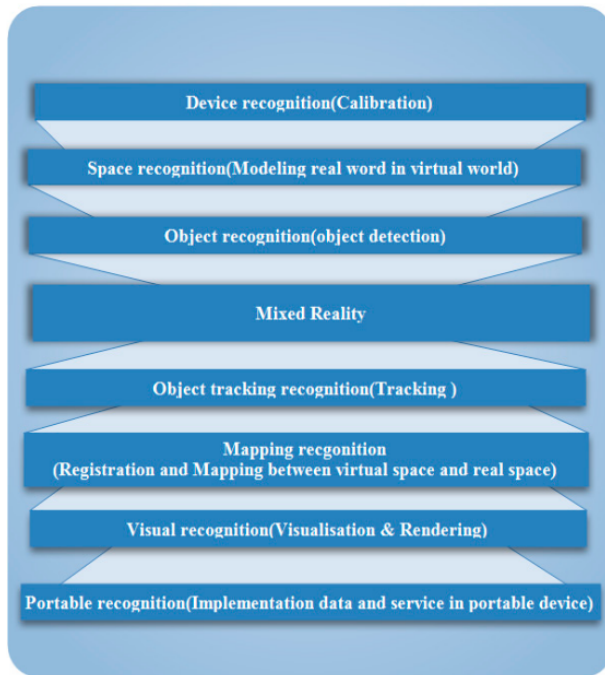 Device recognition(Calibration)
Space recognition(Modeling real word in virtual world)
Object recognition(object detection)
Mixed Reality
Object tracking recognition(Tracking )
Mapping recgonition
(Registration and Mapping between virtual space and real space)
Visual recognition(Visualisation & Rendering)
Portable recognition(Implementation data and service in portable device)